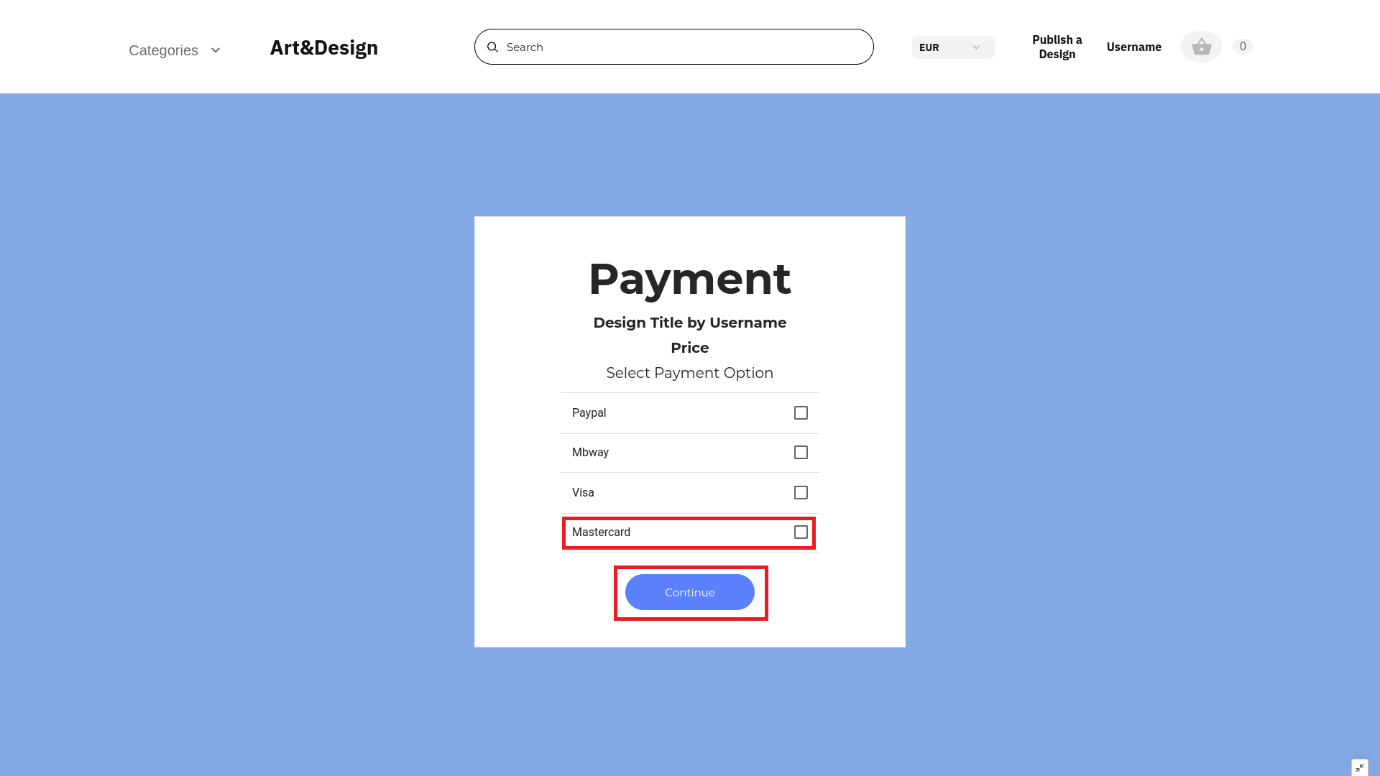 Categories
Art&Design
Search
EUR
Publish a
Design
Username
0
Payment
Design Title by Username
Price
Select Payment Option
Paypal
Mbway
Visa
Mastercard
Continue